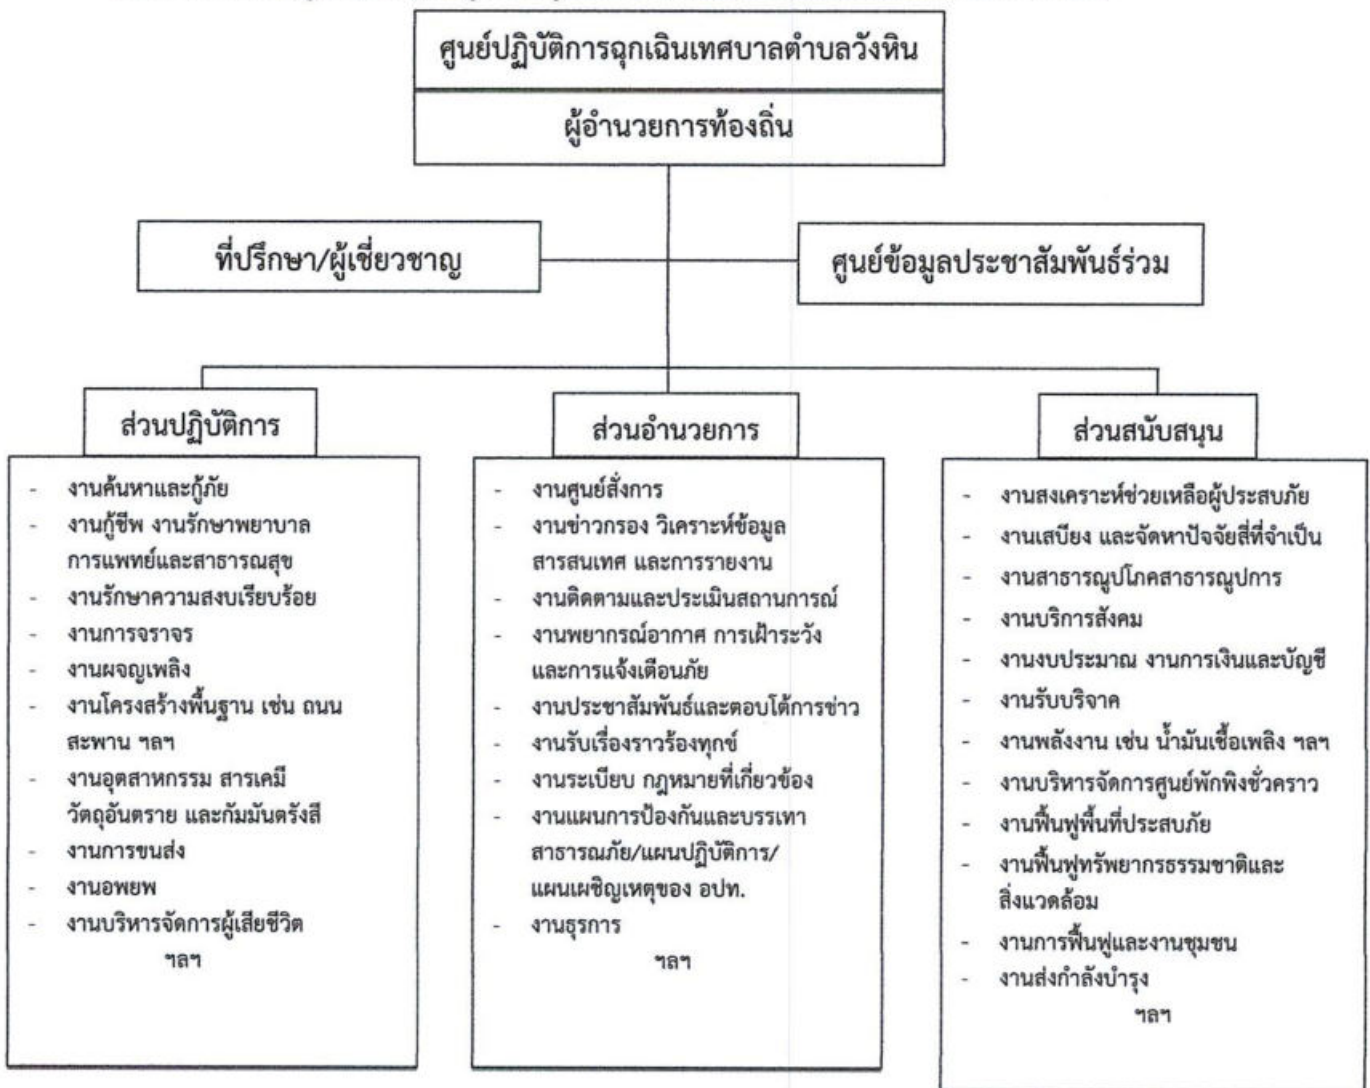 ศูนย์ปฏิบัติการฉุกเฉินเทศบาลตำบลวังหิน
ผู้อำนวยการท้องถิ่น
ที่ปรึกษา/ผู้เชี่ยวชาญ
ศูนย์ข้อมูลประชาสัมพันธ์ร่วม
ส่วนปฏิบัติการ
- งานค้นหาและกู้ภัย
- งานกู้ชีพ งานรักษาพยาบาล
การแพทย์และสาธารณสุข
- งานรักษาความสงบเรียบร้อย
- งานการจราจร
- งานผจญเพลิง
- งานโครงสร้างพื้นฐาน เช่น ถนน
สะพาน ฯลฯ
- งานอุตสาหกรรม สารเคมี
วัตถุอันตราย และกัมมันตรังสี
- งานการขนส่ง
- งานอพยพ
- งานบริหารจัดการผู้เสียชีวิต
ฯลฯ
ส่วนอำนวยการ
- งานศูนย์สั่งการ
- งานข่าวกรอง วิเคราะห์ข้อมูล
สารสนเทศ และการรายงาน
- งานติดตามและประเมินสถานการณ์
- งานพยากรณ์อากาศ การเฝ้าระวัง
และการแจ้งเตือนภัย
- งานประชาสัมพันธ์และตอบโต้การข่าว
- งานรับเรื่องราวร้องทุกข์
- งานระเบียบ กฎหมายที่เกี่ยวข้อง
- งานแผนการป้องกันและบรรเทา
สาธารณภัย/แผนปฏิบัติการ/
แผนเผชิญเหตุของ อปท.
- งานธุรการ
ฯลฯ
ส่วนสนับสนุน
- งานสงเคราะห์ช่วยเหลือผู้ประสบภัย
- งานเสบียง และจัดหาปัจจัยสี่ที่จำเป็น
- งานสาธารณูปโภคสาธารณูปการ
- งานบริการสังคม
- งานงบประมาณ งานการเงินและบัญชี
- งานรับบริจาค
- งานพลังงาน เช่น น้ำมันเชื้อเพลิง ฯลฯ
- งานบริหารจัดการศูนย์พักพิงชั่วคราว
- งานฟื้นฟูพื้นที่ประสบภัย
- งานฟื้นฟูทรัพยากรธรรมชาติและ
สิ่งแวดล้อม
- งานการฟื้นฟูและงานชุมชน
- งานส่งกำลังบำรุง
ฯลฯ